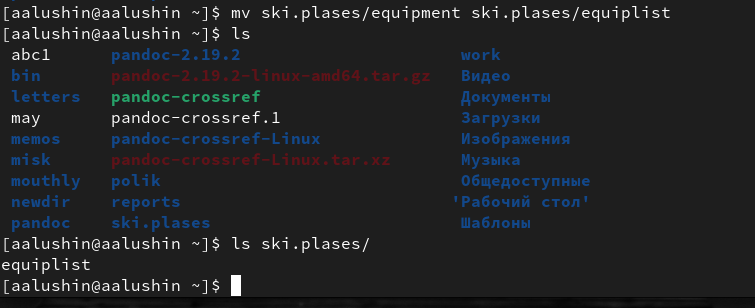 [aalushin@aalushin ~]$ mv ski.plases/equipment ski.plases/equiplist
[aalushin@aalushin ~]$ ls
abc1 pandoc-2.19.2 work
bin pandoc-2.19.2-linux-amd64.tar.gz Видео
letters pandoc-crossref Документы
may pandoc-crossref.1 Загрузки
memos pandoc-crossref-Linux Изображения
misk pandoc-crossref-Linux.tar.xz Музыка
mouthly polik Общедоступные
newdir reports 'Рабочий стол'
pandoc ski.plases Шаблоны
[aalushin@aalushin ~]$ ls ski.plases/
equiplist
[aalushin@aalushin ~]$